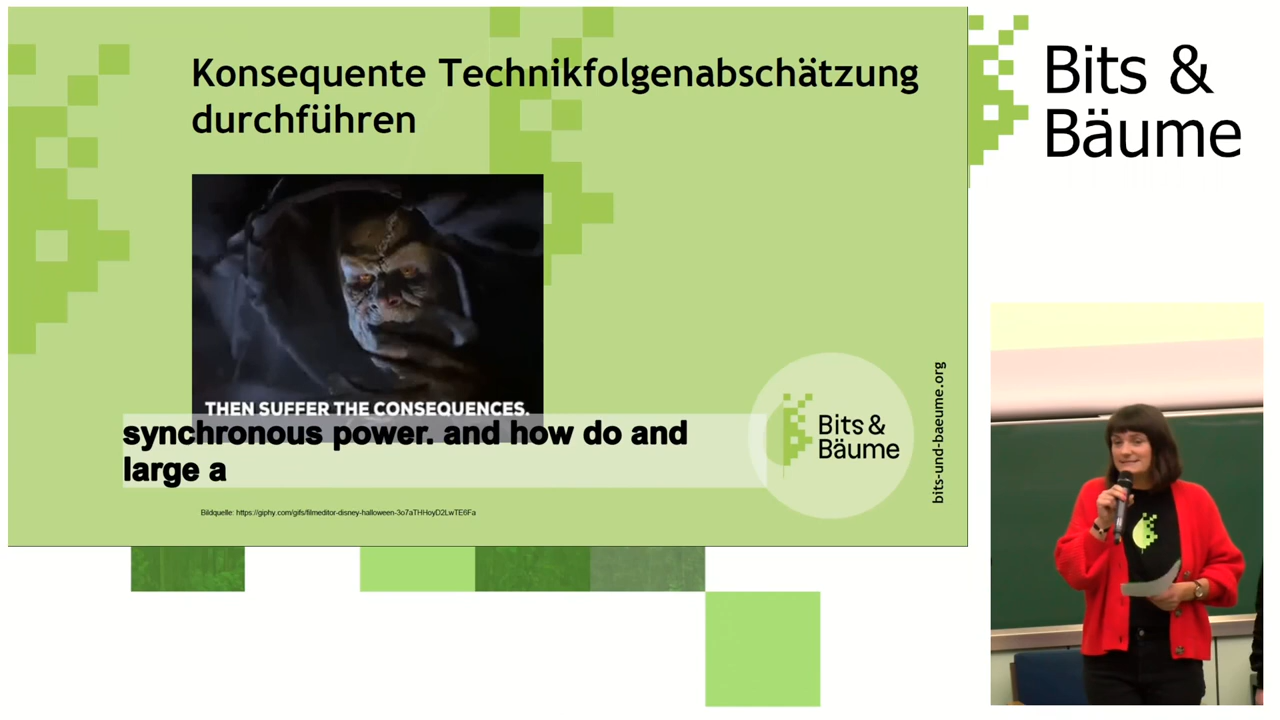 Konsequente Technikfolgenabschätzung
durchführen
THEN SUFFER THE CONSEQUENCES.
synchronous power. and how do and
large a
Bildquelle: https://giphy.com/gifs/filmeditor-disney-halloween-3o7aTHHoyD2LwTE6Fa
Bits &
Bäume
bits-und-baeume.org
Bits &
Bäume